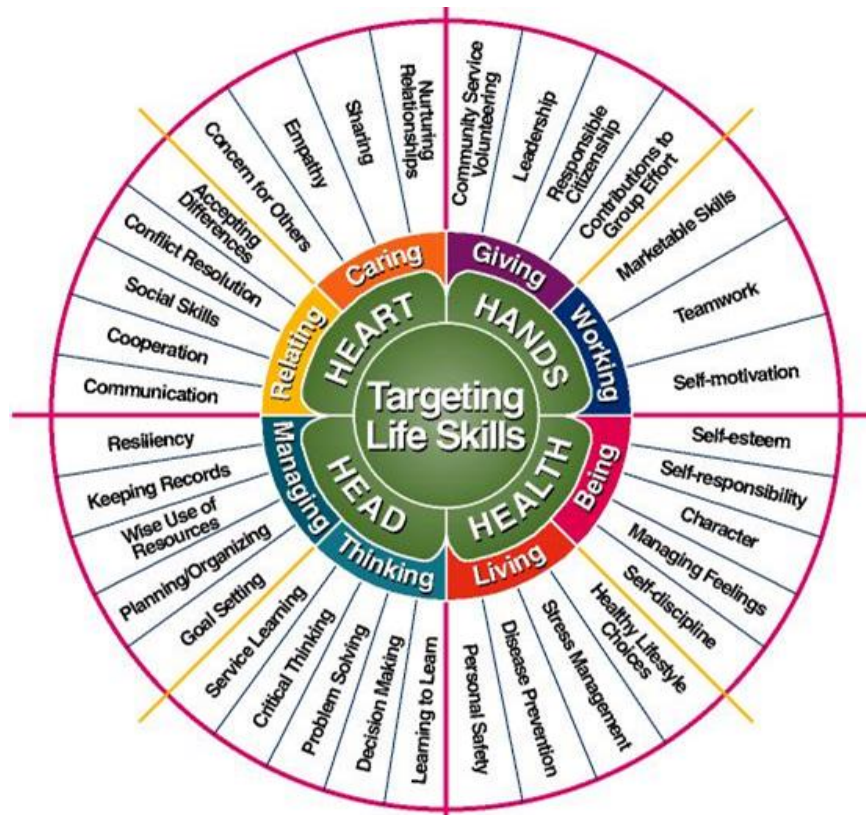 Targeting
Life Skills
HEART
HANDS
HEALTH
HEAD
Caring
Giving
Working
Being
Living
Thinking
Managing
Relating
Nurturing
Relationships
Sharing
Empathy
Concern for Others
Accepting
Differences
Conflict Resolution
Social Skills
Cooperation
Communication
Community Service
Volunteering
Leadership
Responsible
Citizenship
Contributions to
Group Effort
Marketable Skills
Teamwork
Self-motivation
Self-esteem
Self-responsibility
Character
Managing Feelings
Self-discipline
Healthy Lifestyle
Choices
Stress Management
Disease Prevention
Personal Safety
Learning to Learn
Decision Making
Problem Solving
Critical Thinking
Service Learning
Goal Setting
Planning/Organizing
Wise Use of
Resources
Keeping Records
Resiliency